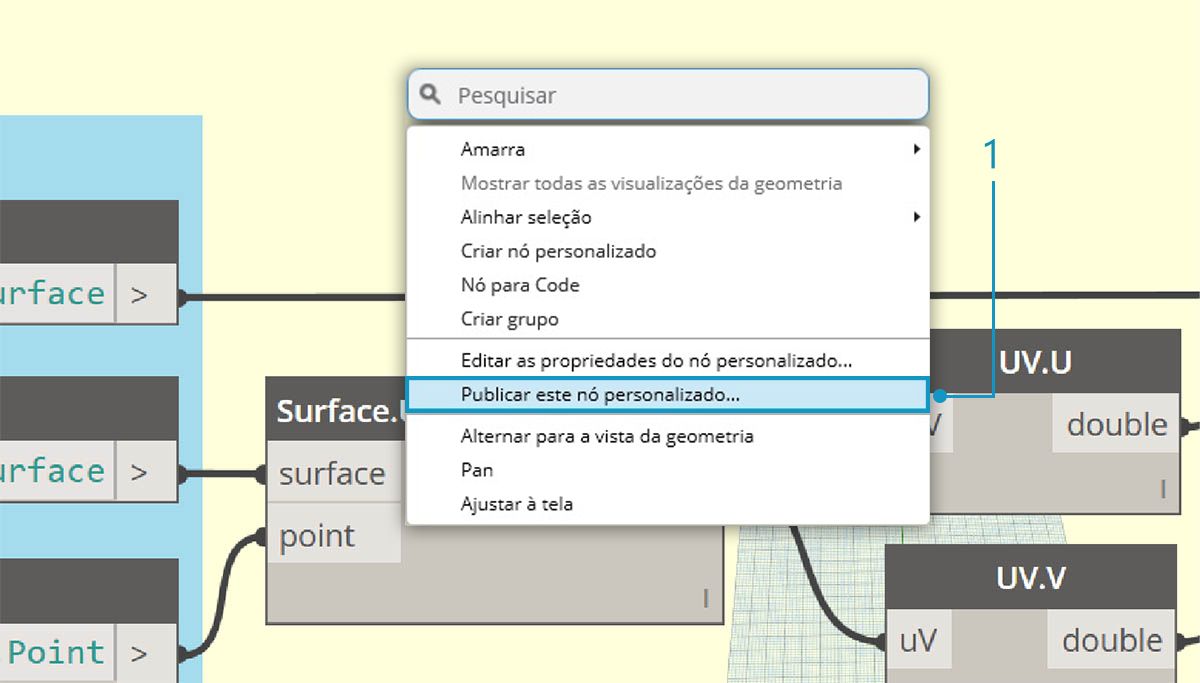 Pesquisar
Amarra
Mostrar todas as visualizações da geometria
Alinhar seleção
Criar nó personalizado
Nó para Code
Criar grupo
Editar as propriedades do nó personalizado...
Publicar este nó personalizado...
Alternar para a vista da geometria
Pan
Ajustar à tela
1
urface >
urface >
Point >
Surface.
surface
point
UV.U
V double
UV.V
uV double